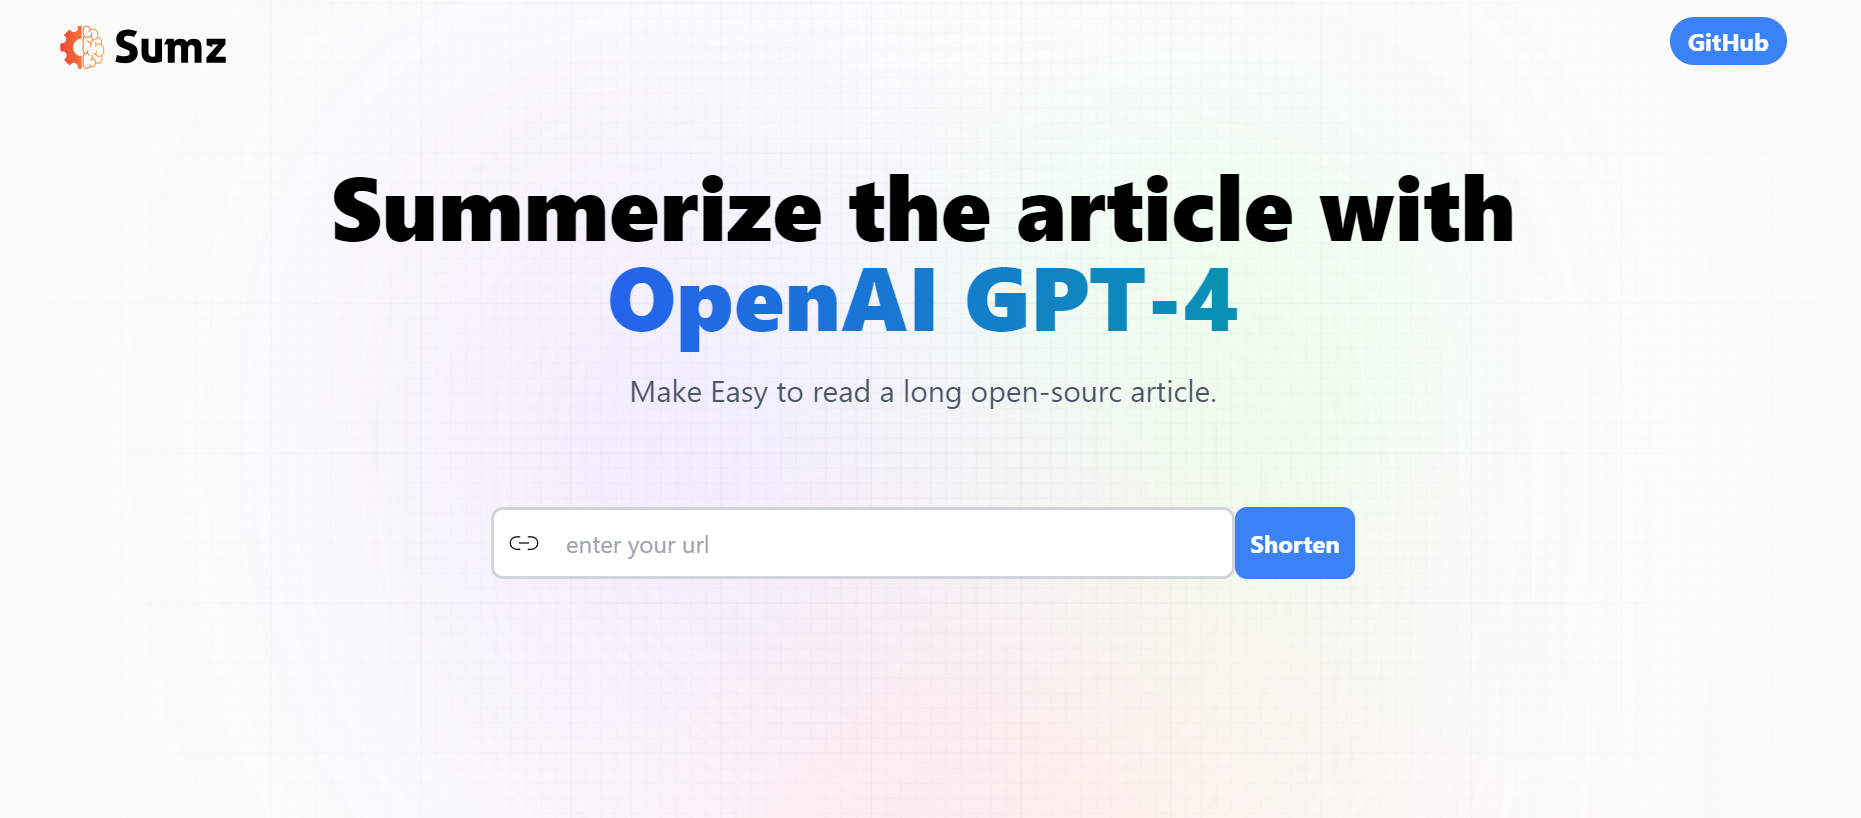 Sumz
GitHub
Summerize the article with
OpenAI GPT-4
Make Easy to read a long open-sourc article.
enter your url
Shorten